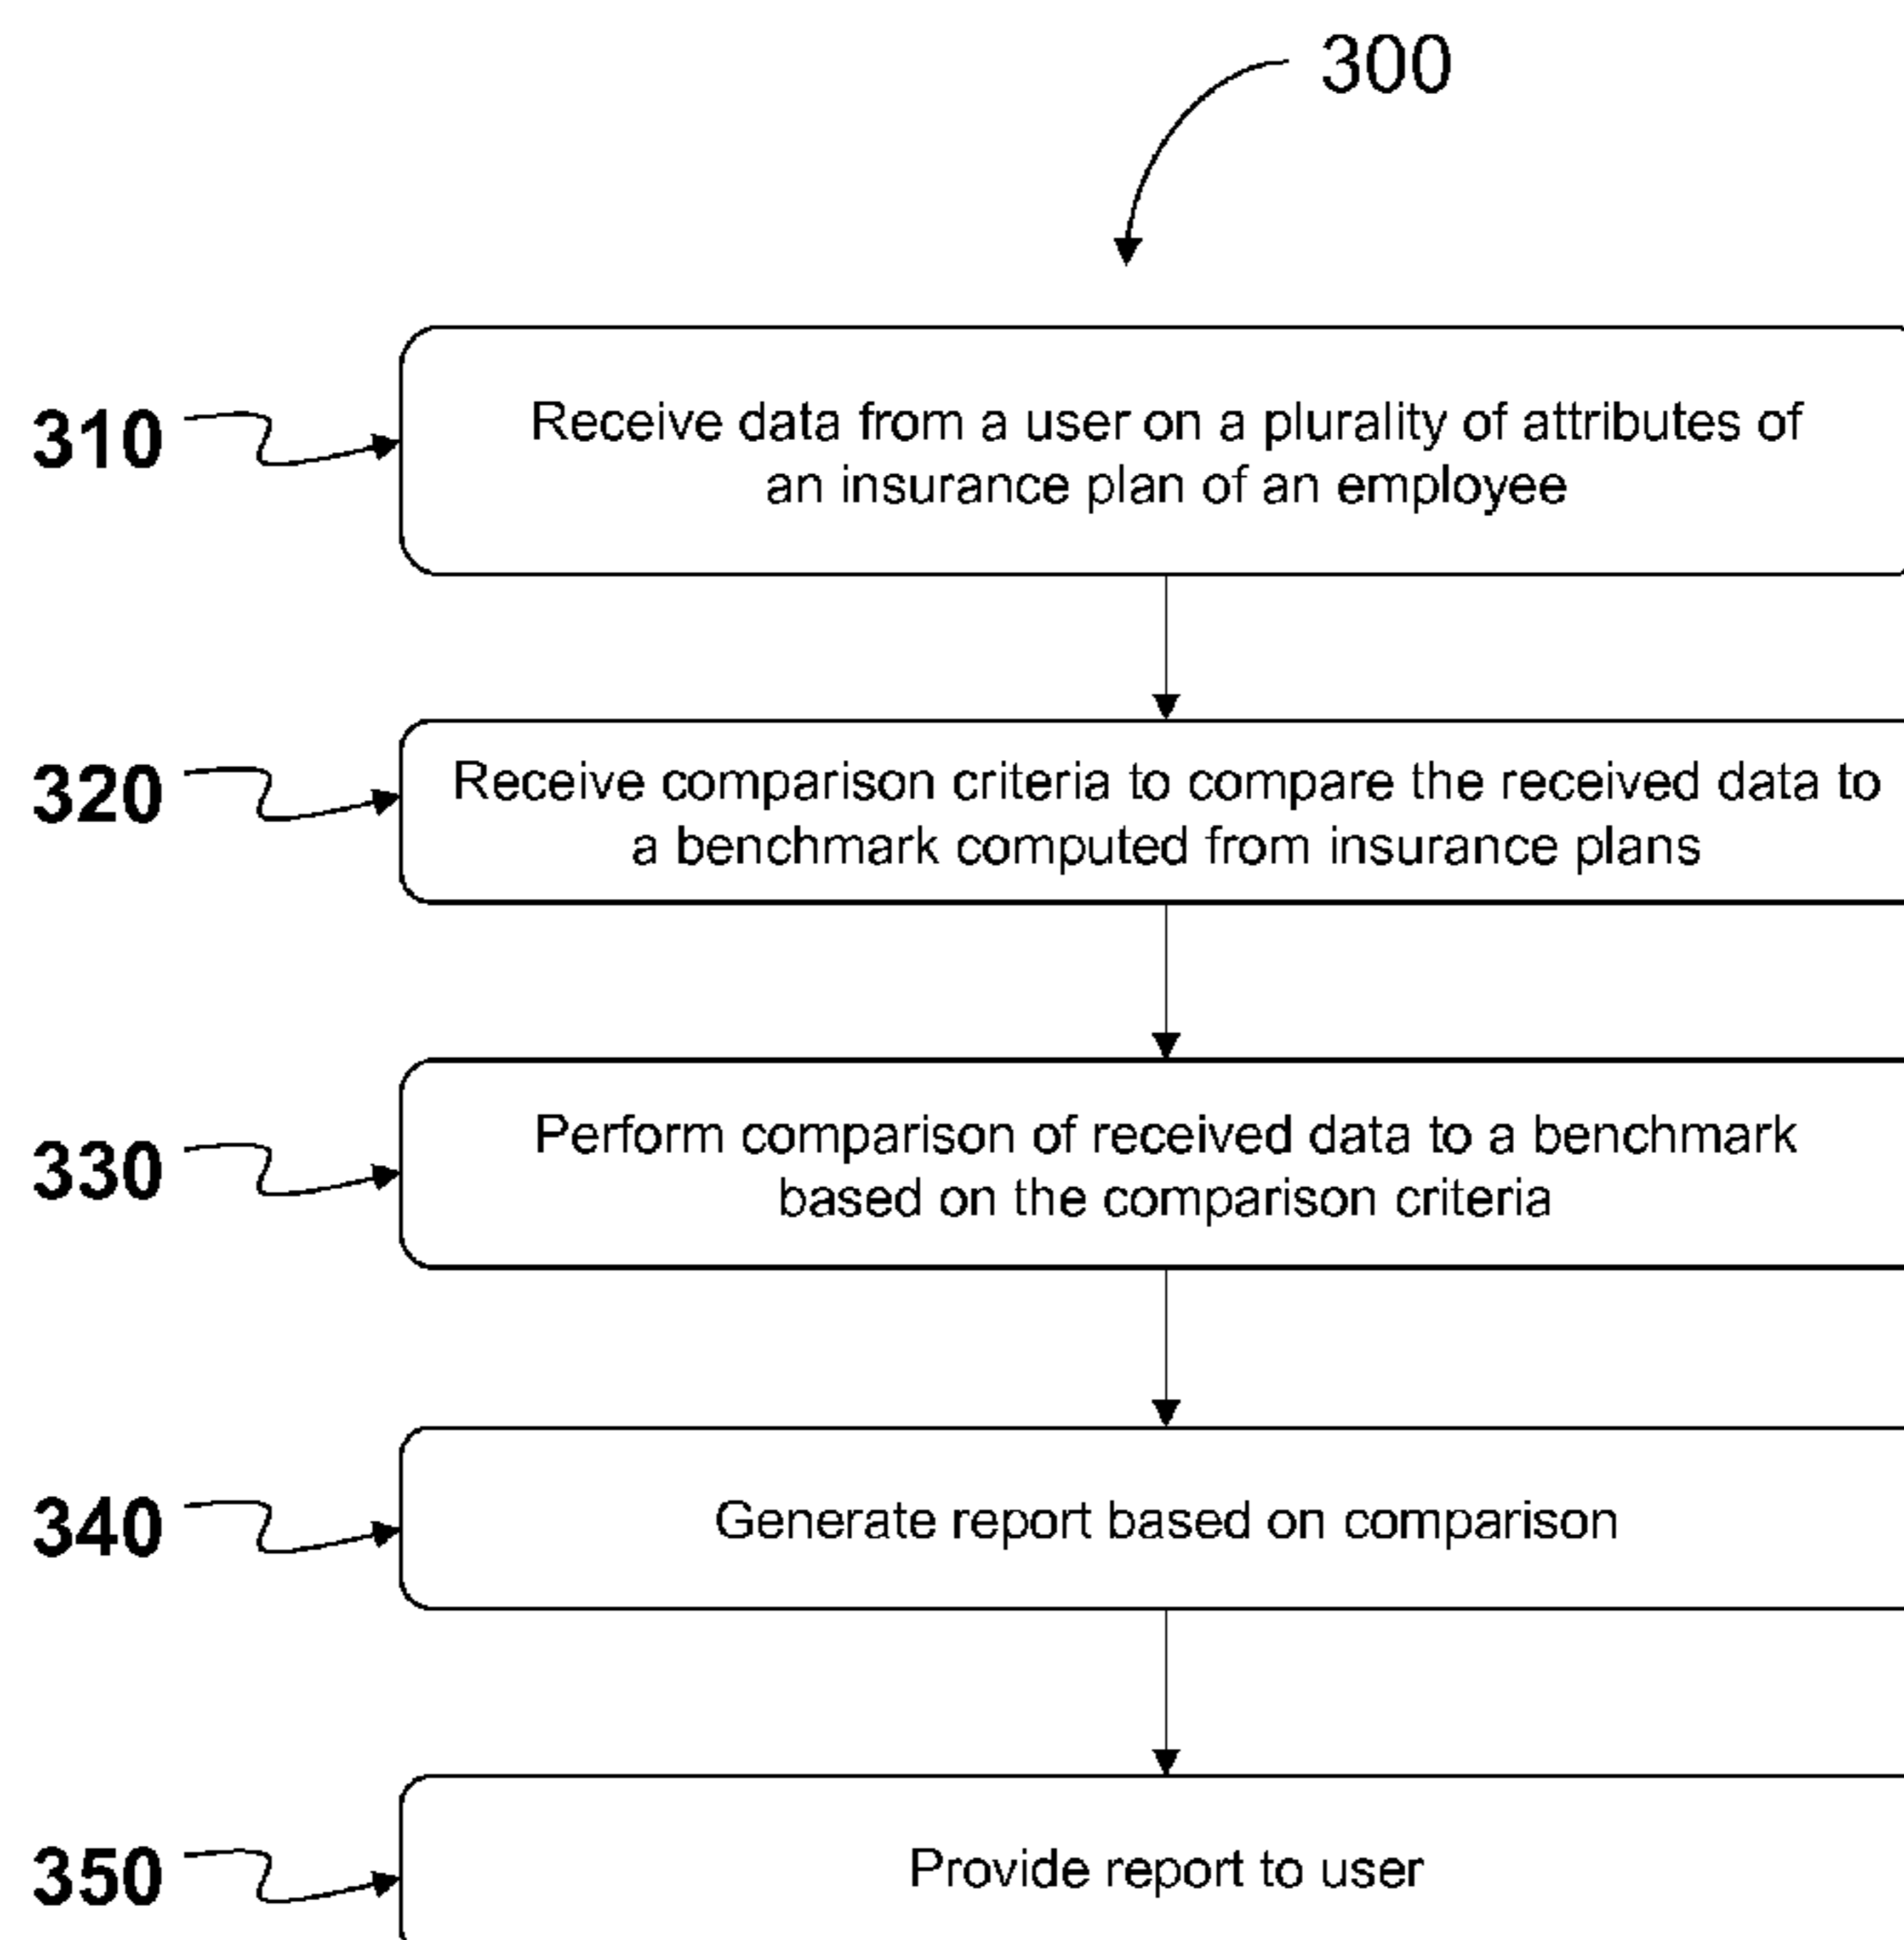 300
310
Receive data from a user on a plurality of attributes of
an insurance plan of an employee
320
Receive comparison criteria to compare the received data to
a benchmark computed from insurance plans
330
Perform comparison of received data to a benchmark
based on the comparison criteria
340
Generate report based on comparison
350
Provide report to user